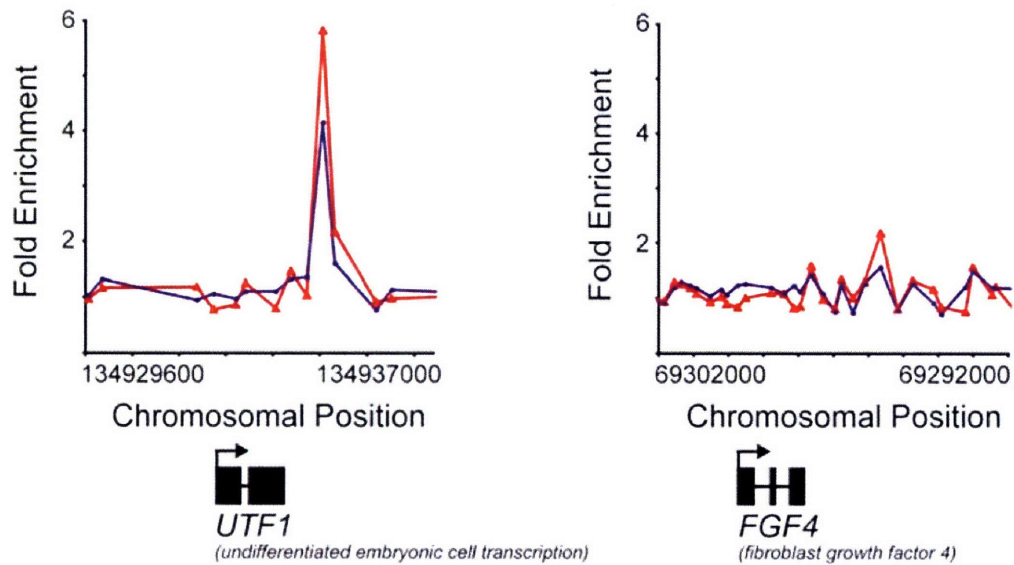 6
4
2
Fold Enrichment
134929600
134937000
Chromosomal Position
UTF1
(undifferentiated embryonic cell transcription)
6
4
2
Fold Enrichment
69302000
69292000
Chromosomal Position
FGF4
(fibroblast growth factor 4)